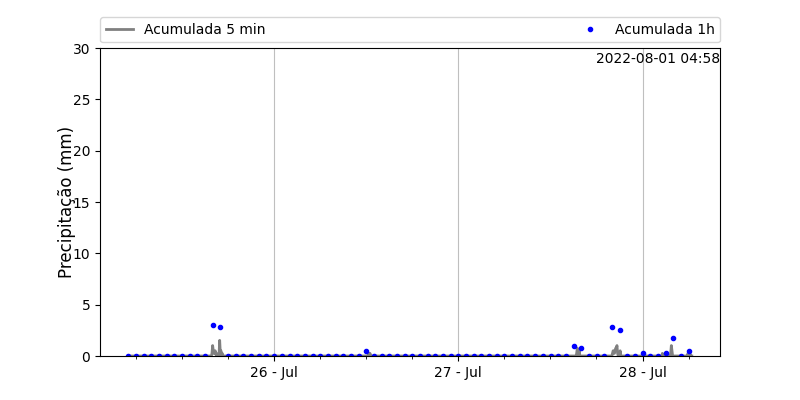 Acumulada 5 min
Acumulada 1h
2022-08-01 04:58
Precipitação (mm)
30
25
20
15
10
5
0
26 - Jul
27 - Jul
28 - Jul